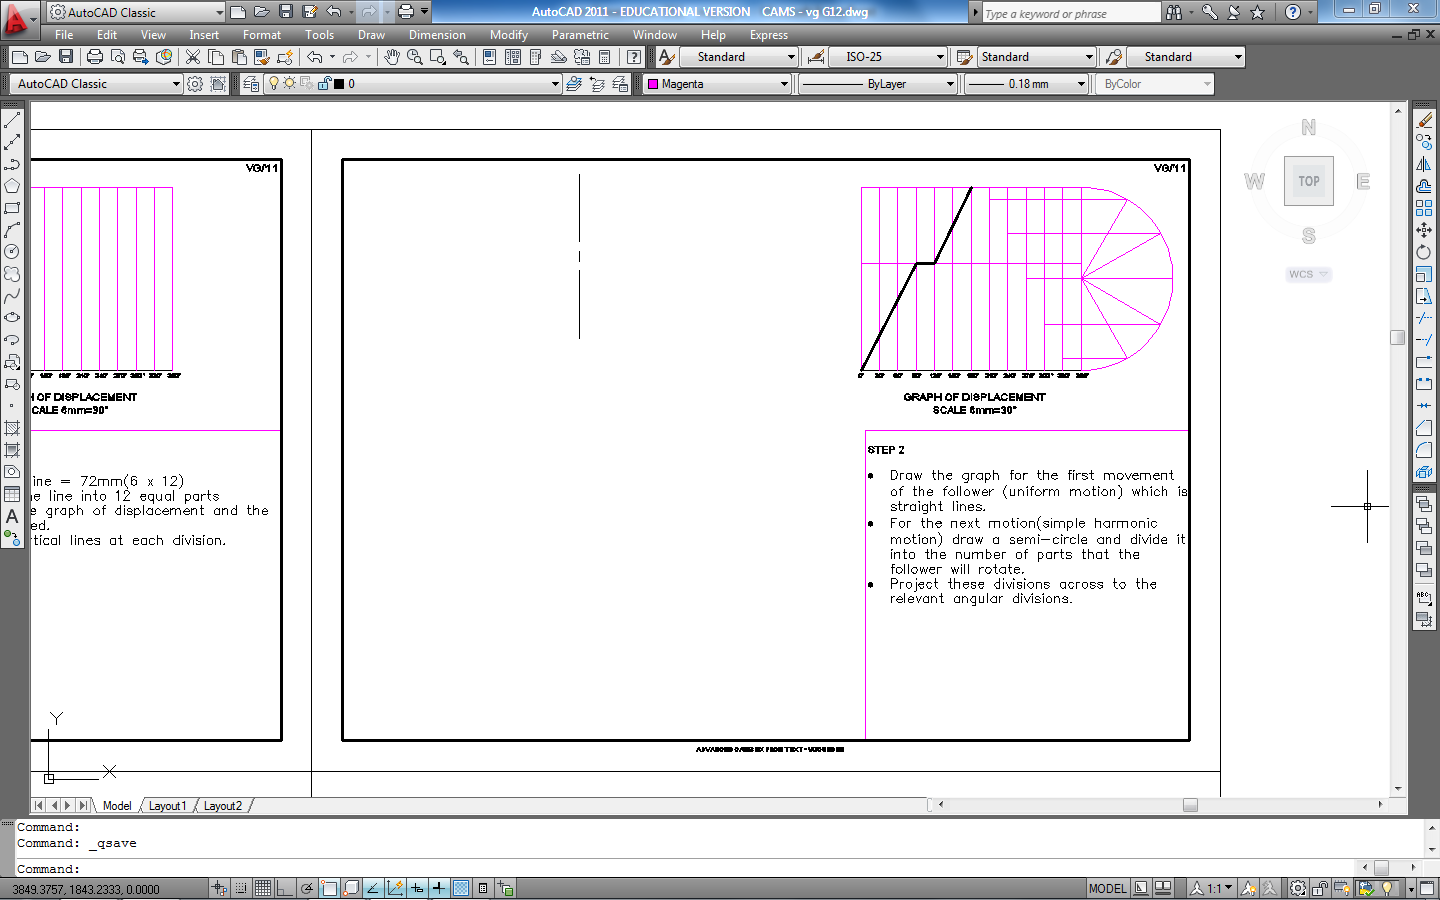 AutoCAD Classic
AutoCAD 2011 - EDUCATIONAL VERSION CAMS - vg G12.dwg
Type a keyword or phrase
File Edit View Insert Format Tools Draw Dimension Modify Parametric Window Help Express
Standard ISO-25 Standard Standard
AutoCAD Classic 0 Magenta ByLayer 0.18 mm ByColor
VG/11
VG/11
N
W TOP E
S
WCS
OF DISPLACEMENT
SCALE 6mm=30°
GRAPH OF DISPLACEMENT
SCALE 6mm=30°
ine = 72mm(6 x 12)
e line into 12 equal parts
e graph of displacement and the
ed.
tical lines at each division.
STEP 2
● Draw the graph for the first movement
of the follower (uniform motion) which is
straight lines.
● For the next motion(simple harmonic
motion) draw a semi-circle and divide it
into the number of parts that the
follower will rotate.
● Project these divisions across to the
relevant angular divisions.
Y
X
Model Layout1 Layout2
Command:
Command: _qsave
Command:
3849.3757, 1843.2333, 0.0000
MODEL
1:1
A
ABC